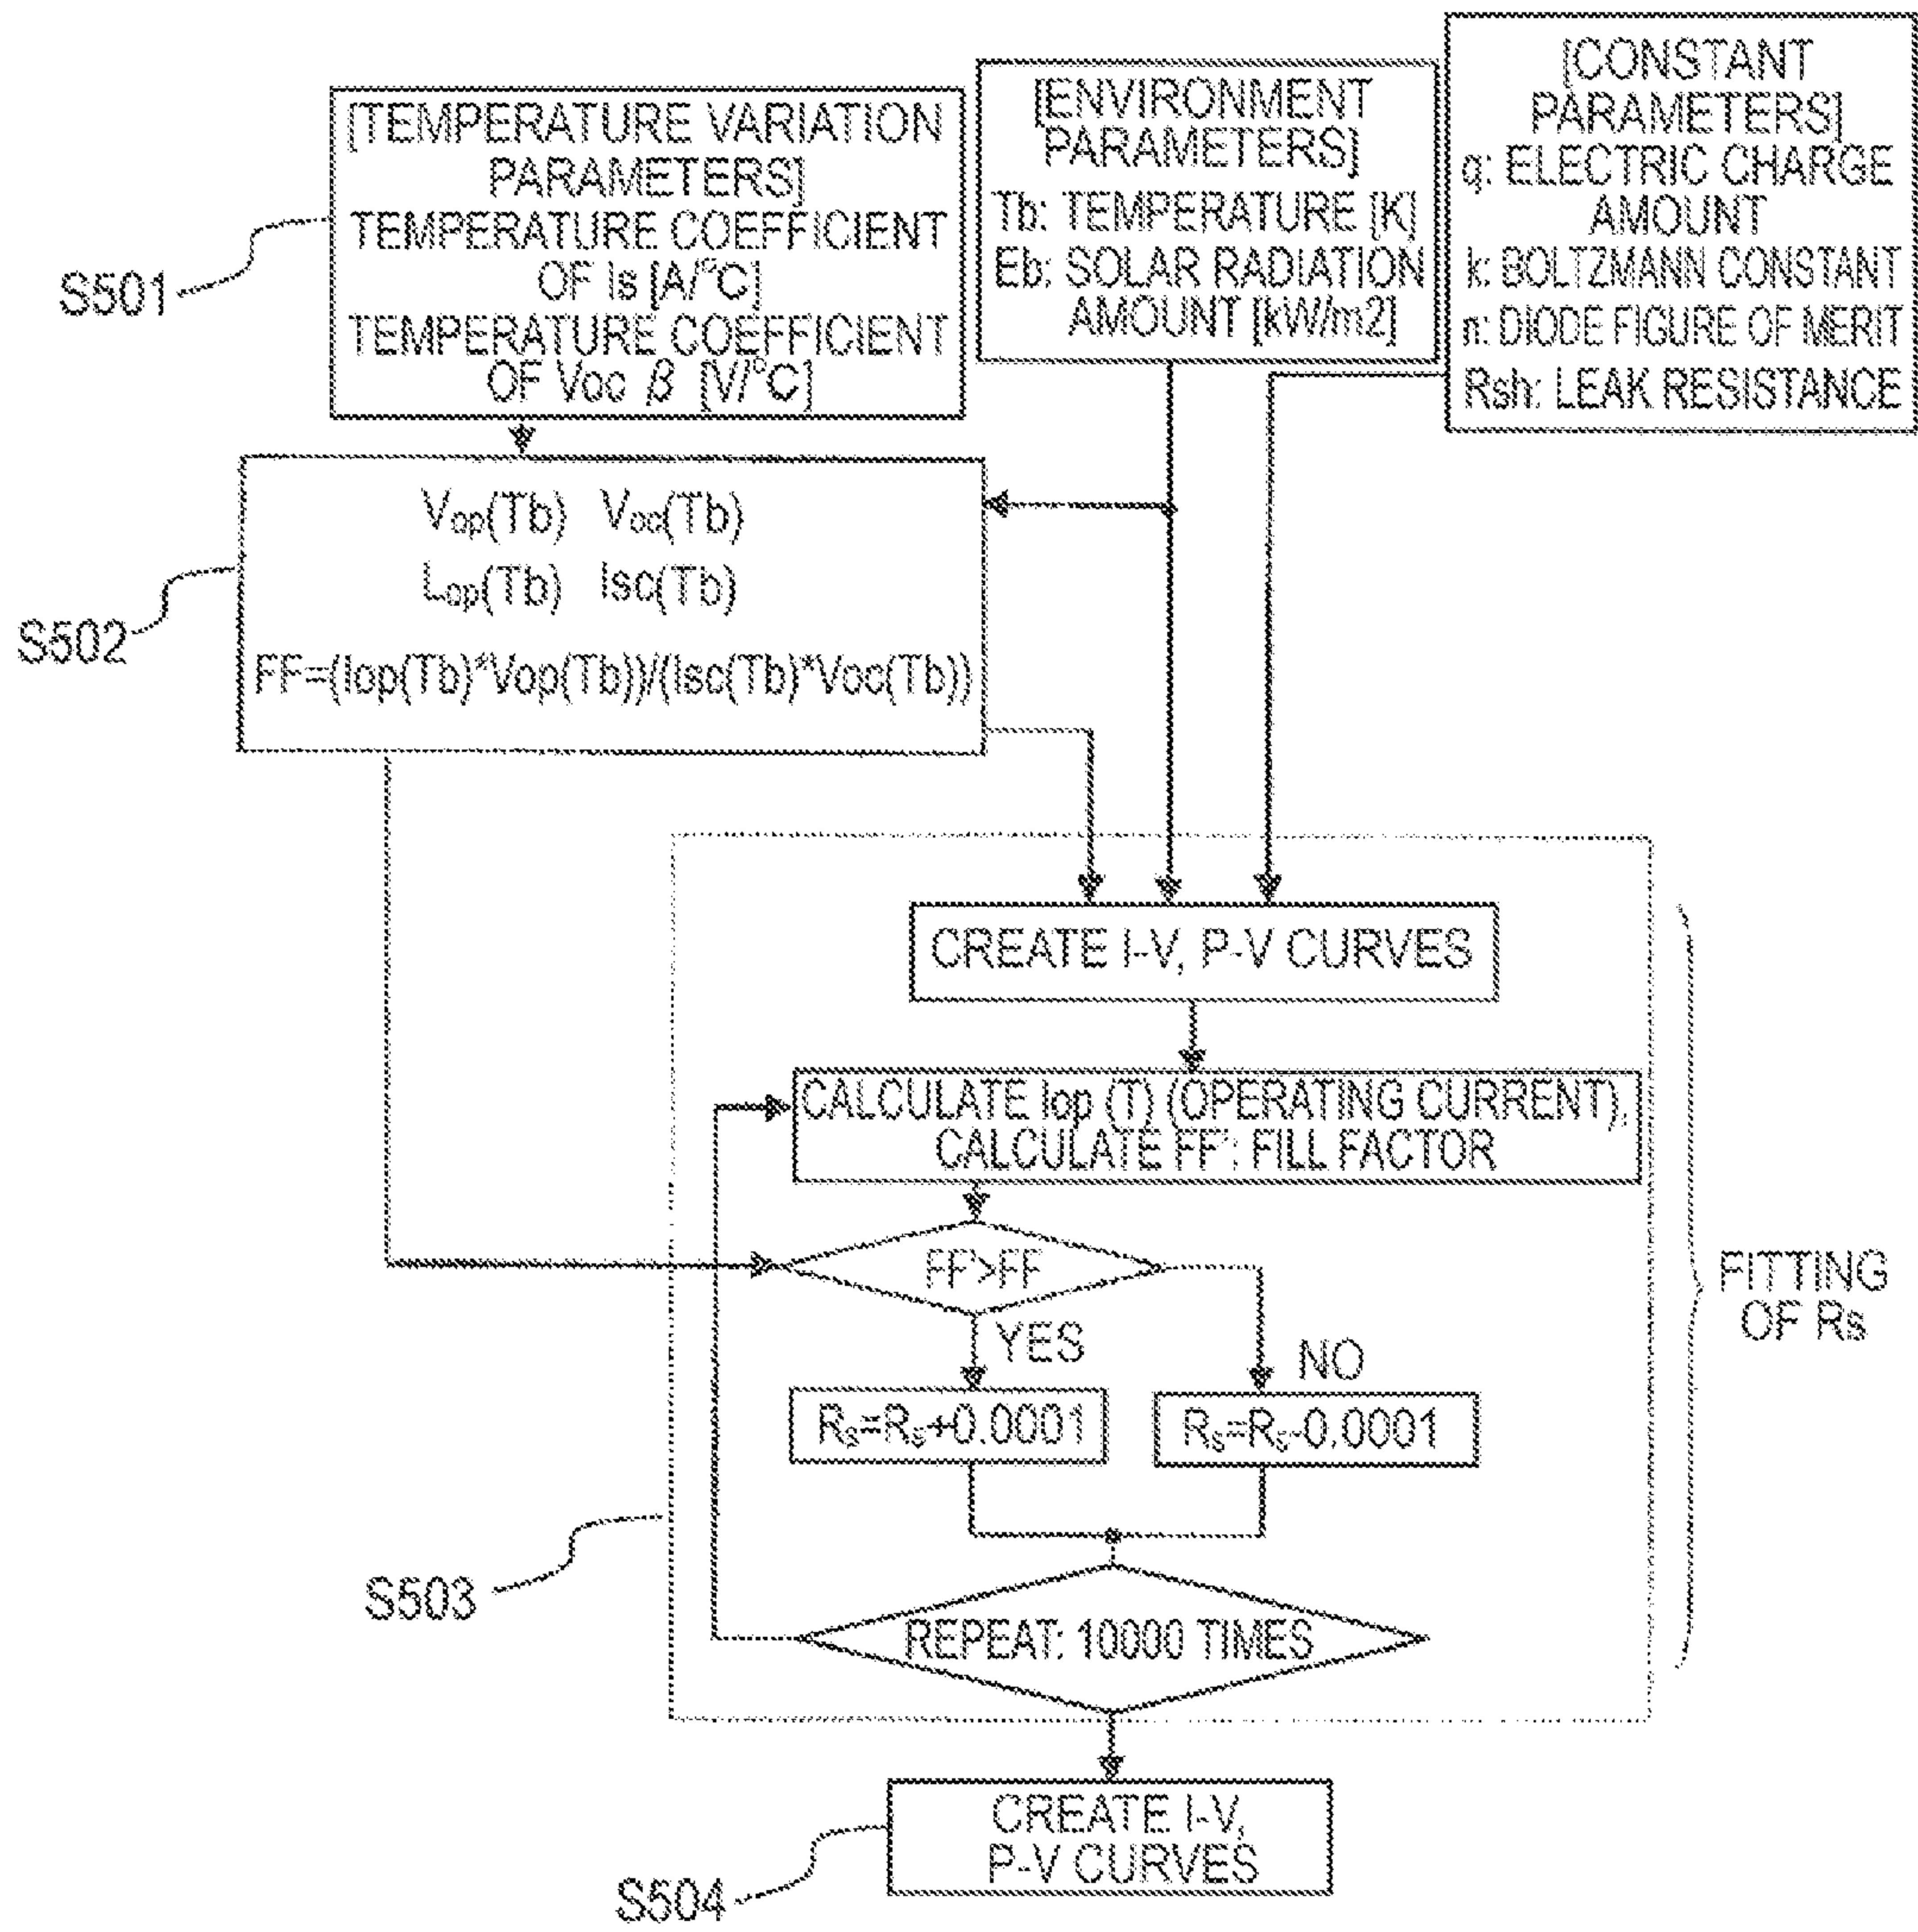 [TEMPERATURE VARIATION
PARAMETERS]
TEMPERATURE COEFFICIENT
OF Is [A/°C]
TEMPERATURE COEFFICIENT
OF Voc β [V/°C]
S501
[ENVIRONMENT
PARAMETERS]
Tb: TEMPERATURE [K]
Eb: SOLAR RADIATION
AMOUNT [kW/m2]
[CONSTANT
PARAMETERS]
q: ELECTRIC CHARGE
AMOUNT
k: BOLTZMANN CONSTANT
n: DIODE FIGURE OF MERIT
Rsh: LEAK RESISTANCE
Vop(Tb) Voc(Tb)
Lop(Tb) Isc(Tb)
FF=(Iop(Tb)*Vop(Tb))/(Isc(Tb)*Voc(Tb))
S502
CREATE I-V, P-V CURVES
CALCULATE Iop (T) (OPERATING CURRENT),
CALCULATE FF': FILL FACTOR
FF'>FF
YES
NO
Rs=Rs+0.0001
Rs=Rs-0.0001
REPEAT: 10000 TIMES
FITTING
OF Rs
S503
CREATE I-V,
P-V CURVES
S504